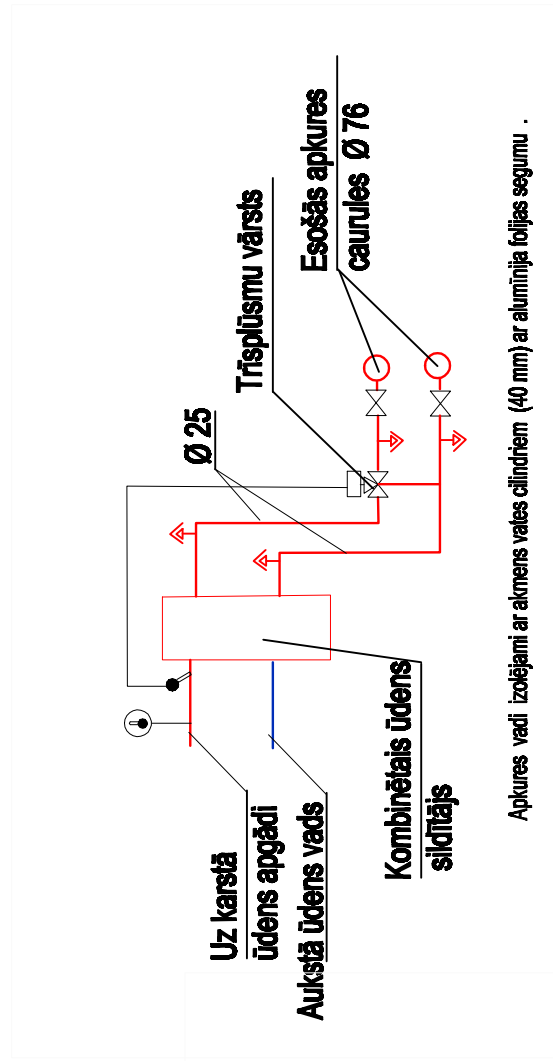 Uz karstā
ūdens apgādi
Aukstā ūdens vads
Kombinētais ūdens
sildītājs
Ø 25
Trīsplūsmu vārsts
Esošās apkures
caurules Ø 76
Apkures vadi izolējami ar akmens vates cilindriem (40 mm) ar alumīnija folijas segumu .